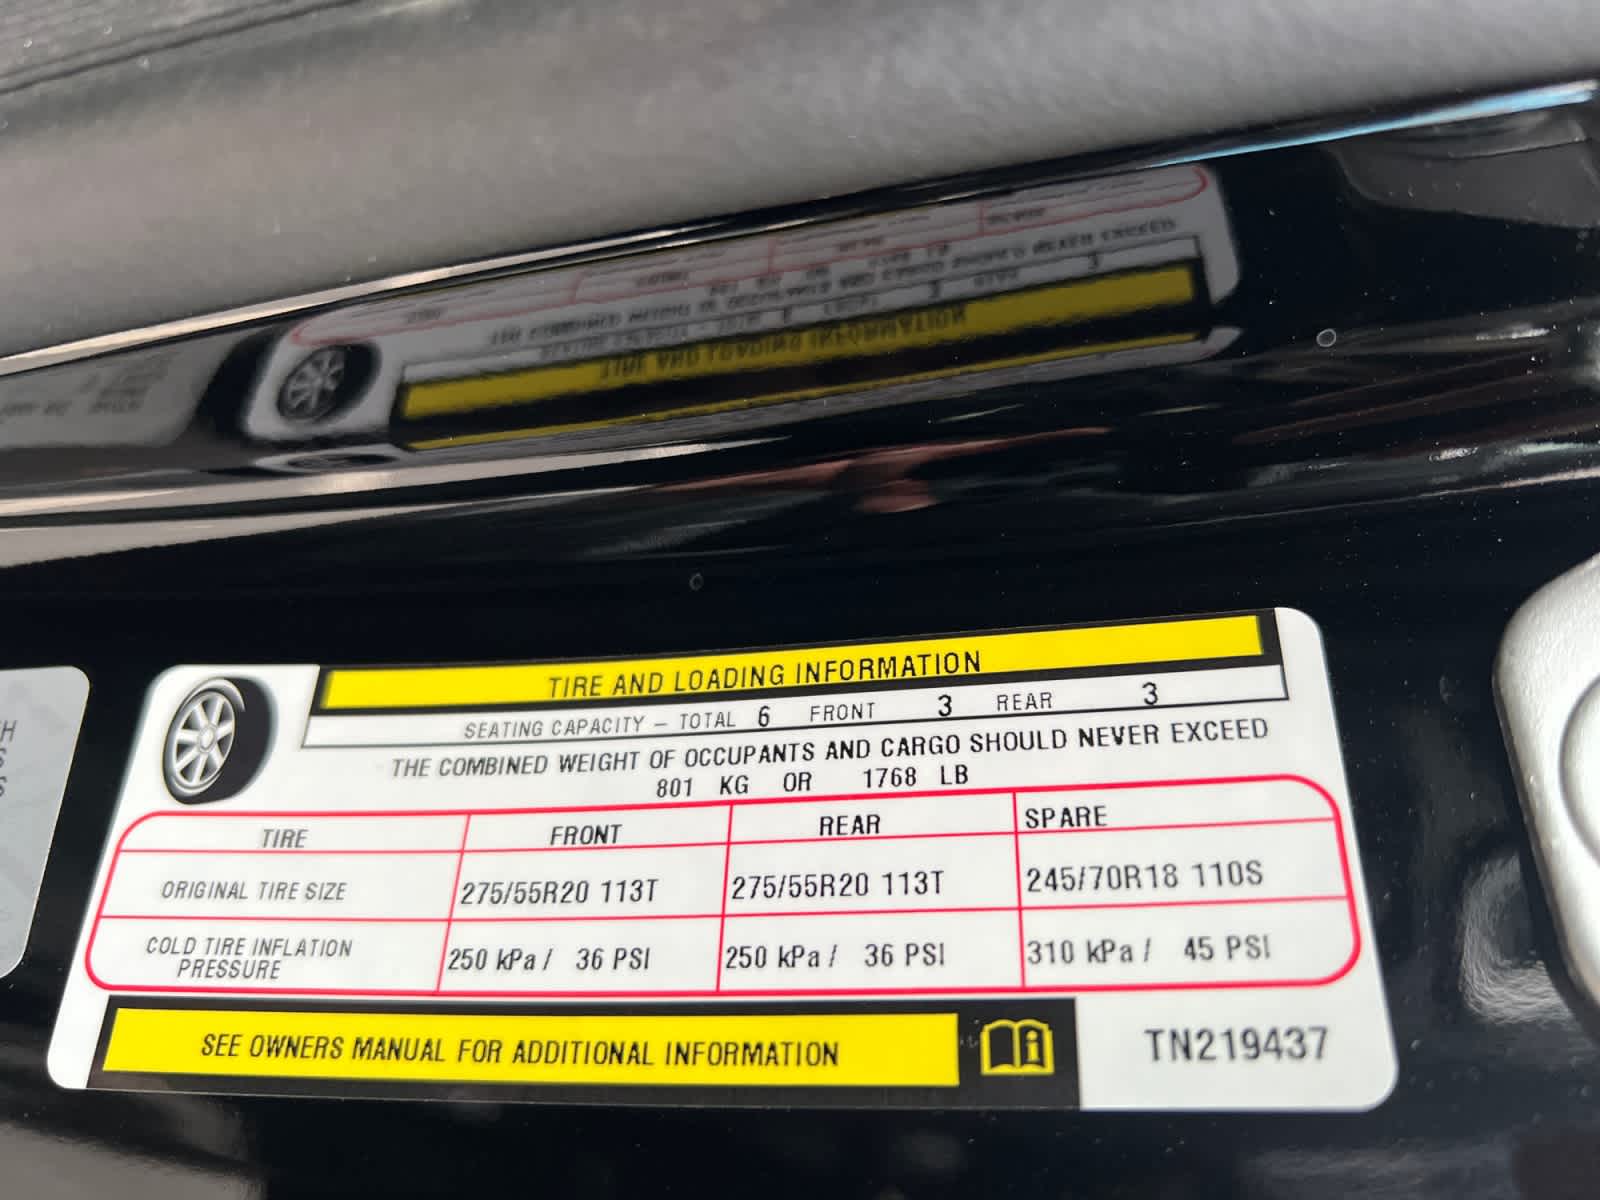 TIRE AND LOADING INFORMATION
SEATING CAPACITY – TOTAL 6 FRONT 3 REAR 3
THE COMBINED WEIGHT OF OCCUPANTS AND CARGO SHOULD NEVER EXCEED
801 KG OR 1768 LB
TIRE FRONT REAR SPARE
ORIGINAL TIRE SIZE 275/55R20 113T 275/55R20 113T 245/70R18 110S
COLD TIRE INFLATION PRESSURE 250 kPa / 36 PSI 250 kPa / 36 PSI 310 kPa / 45 PSI
SEE OWNERS MANUAL FOR ADDITIONAL INFORMATION
TN219437